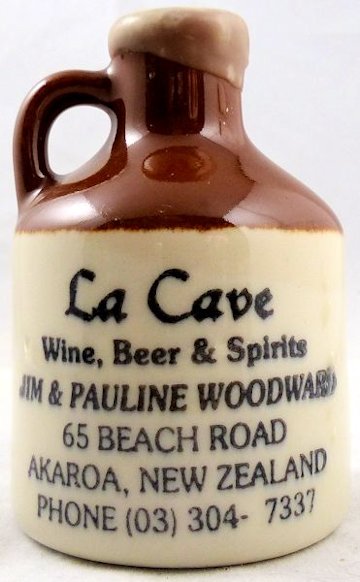 La Cave
Wine, Beer & Spirits
JIM & PAULINE WOODWARD
65 BEACH ROAD
AKAROA, NEW ZEALAND
PHONE (03) 304- 7337